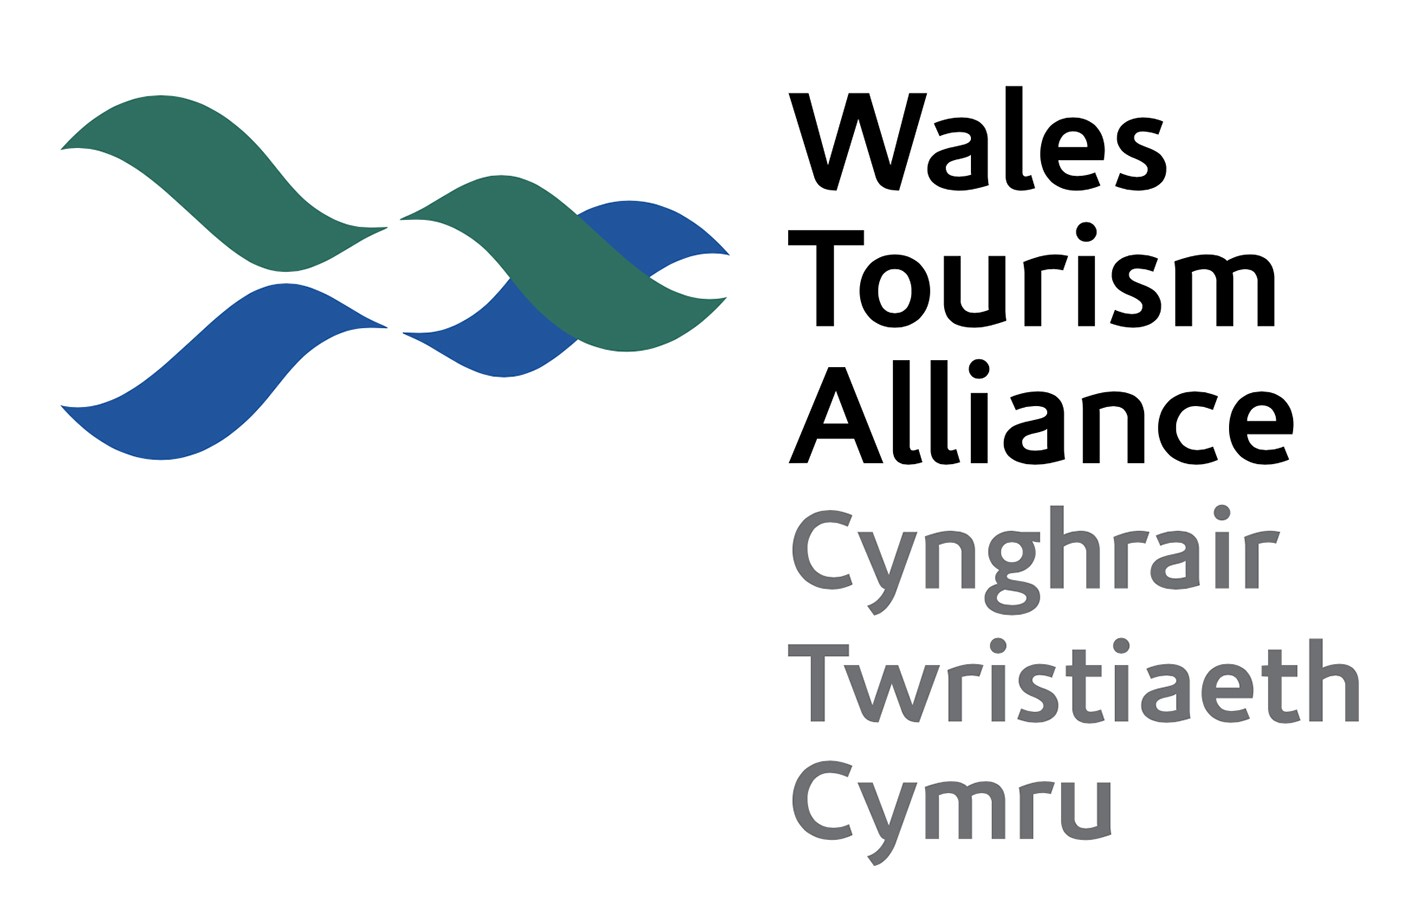 Wales
Tourism
Alliance
Cynghrair
Twristiaeth
Cymru